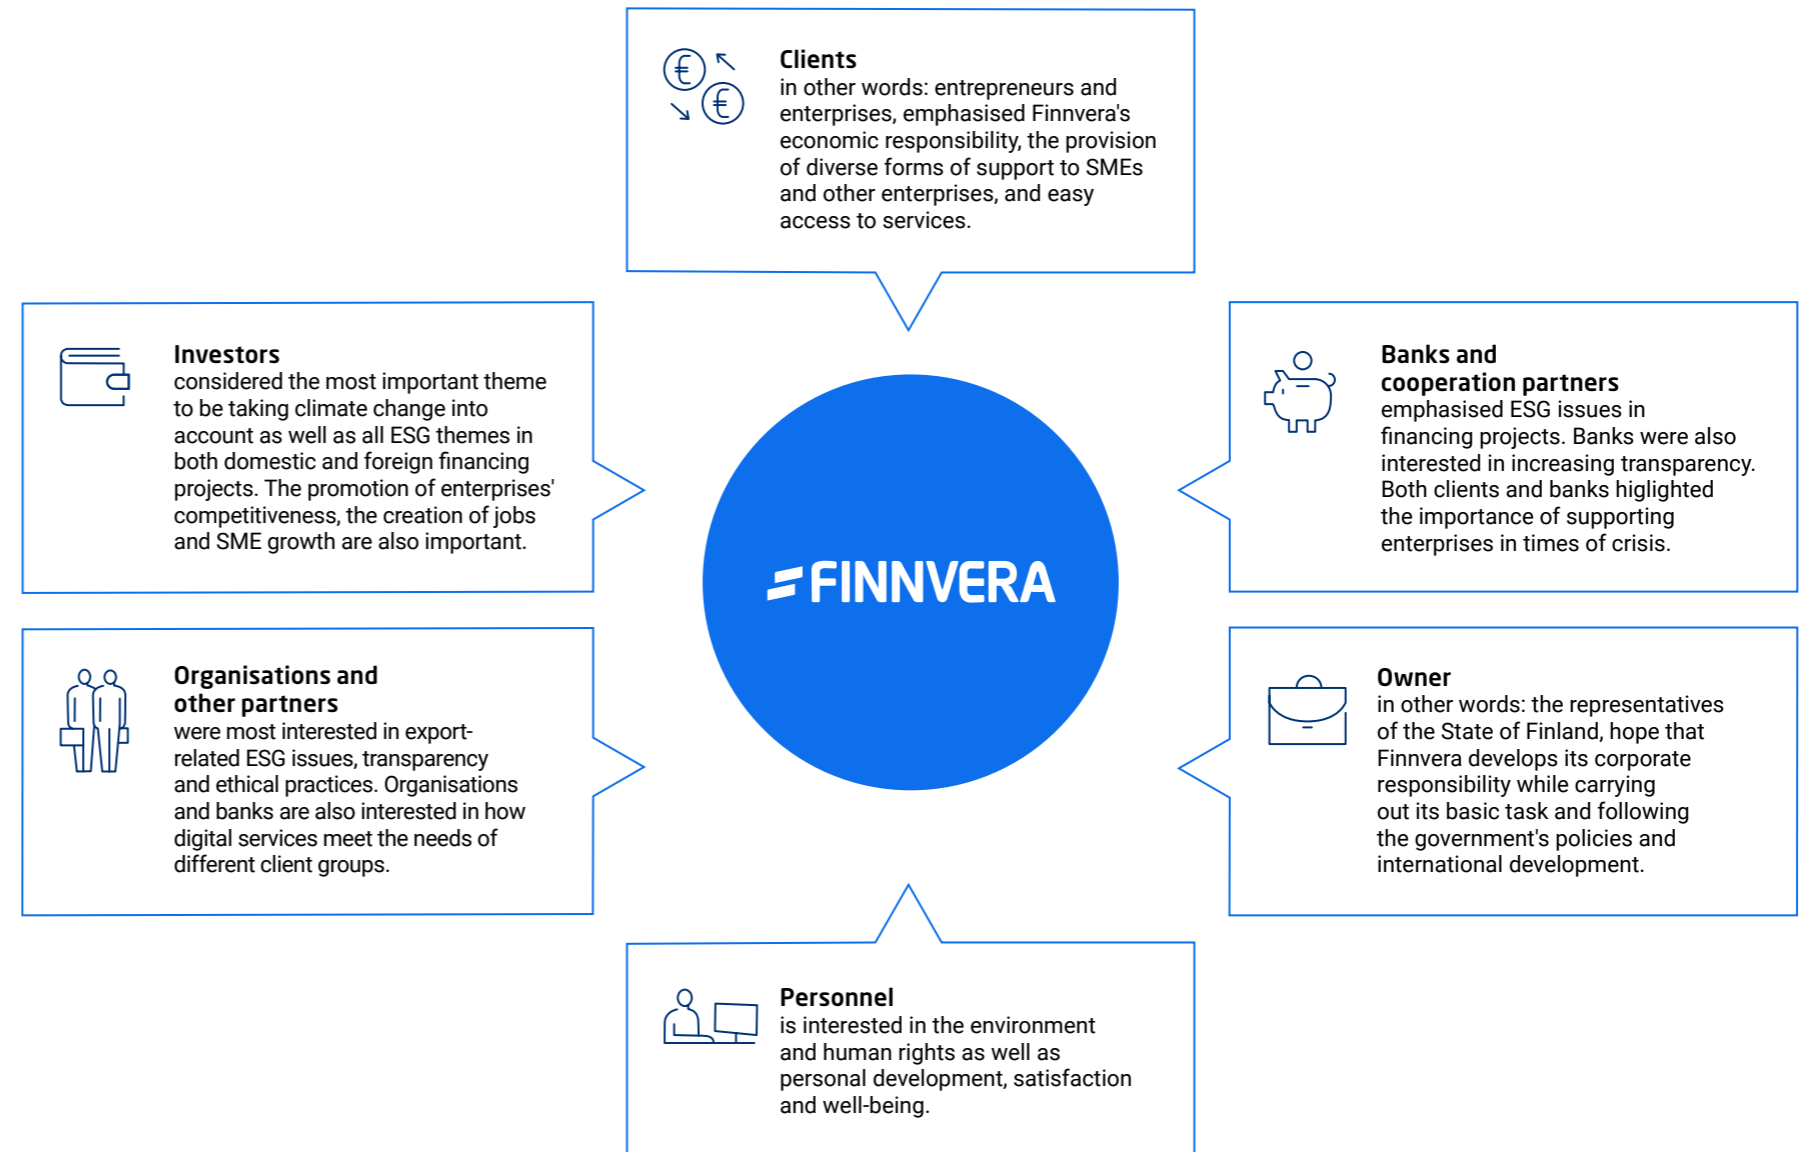 Clients
in other words: entrepreneurs and
enterprises, emphasised Finnvera's
economic responsibility, the provision
of diverse forms of support to SMEs
and other enterprises, and easy
access to services.
Investors
considered the most important theme
to be taking climate change into
account as well as all ESG themes in
both domestic and foreign financing
projects. The promotion of enterprises'
competitiveness, the creation of jobs
and SME growth are also important.
Banks and
cooperation partners
emphasised ESG issues in
financing projects. Banks were also
interested in increasing transparency.
Both clients and banks higlighted
the importance of supporting
enterprises in times of crisis.
FINNVERA
Organisations and
other partners
were most interested in export-
related ESG issues, transparency
and ethical practices. Organisations
and banks are also interested in how
digital services meet the needs of
different client groups.
Owner
in other words: the representatives
of the State of Finland, hope that
Finnvera develops its corporate
responsibility while carrying
out its basic task and following
the government's policies and
international development.
Personnel
is interested in the environment
and human rights as well as
personal development, satisfaction
and well-being.